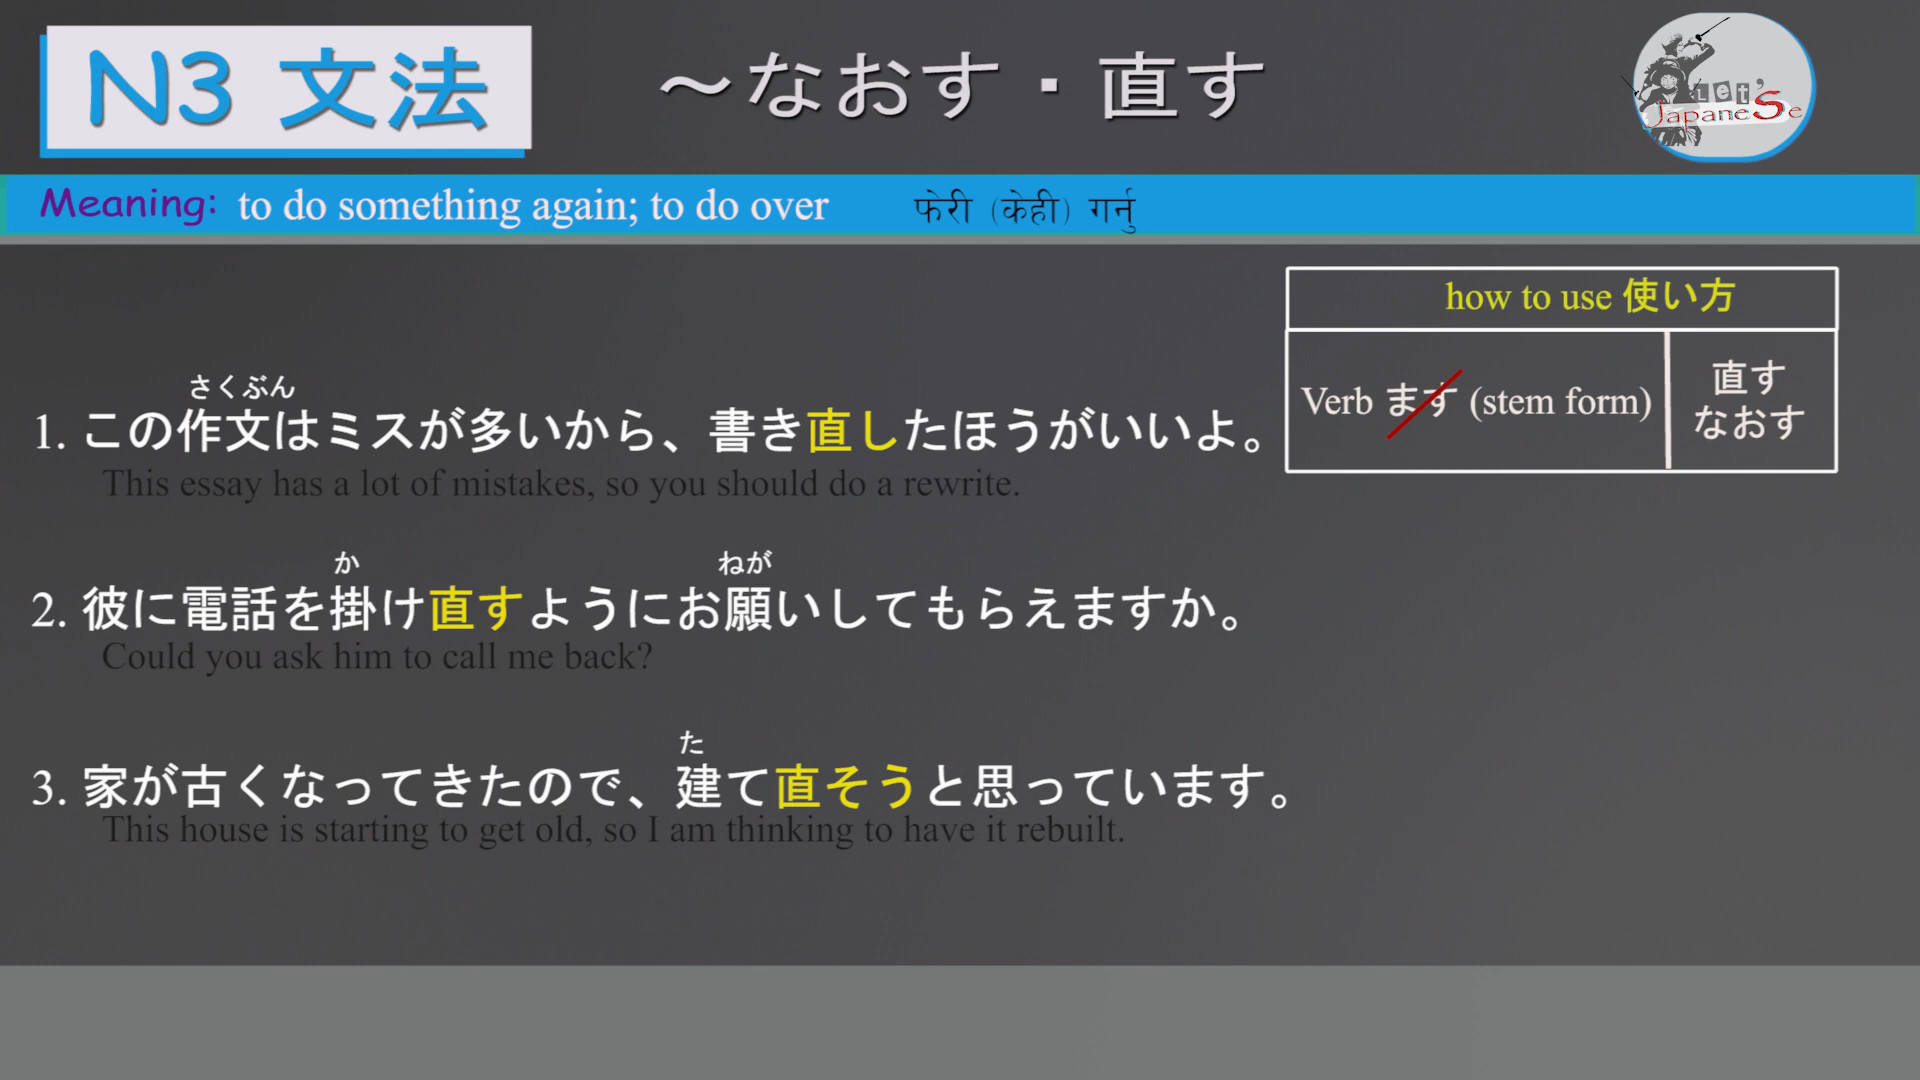 N3 文法
～なおす・直す
Let's
JapaneSe
Meaning: to do something again; to do over फेरी (केही) गर्नु
how to use 使い方
Verb ます (stem form)
直す
なおす
さくぶん
1. この作文はミスが多いから、書き直したほうがいいよ。
This essay has a lot of mistakes, so you should do a rewrite.
か ねが
2. 彼に電話を掛け直すようにお願いしてもらえますか。
Could you ask him to call me back?
た
3. 家が古くなってきたので、建て直そうと思っています。
This house is starting to get old, so I am thinking to have it rebuilt.